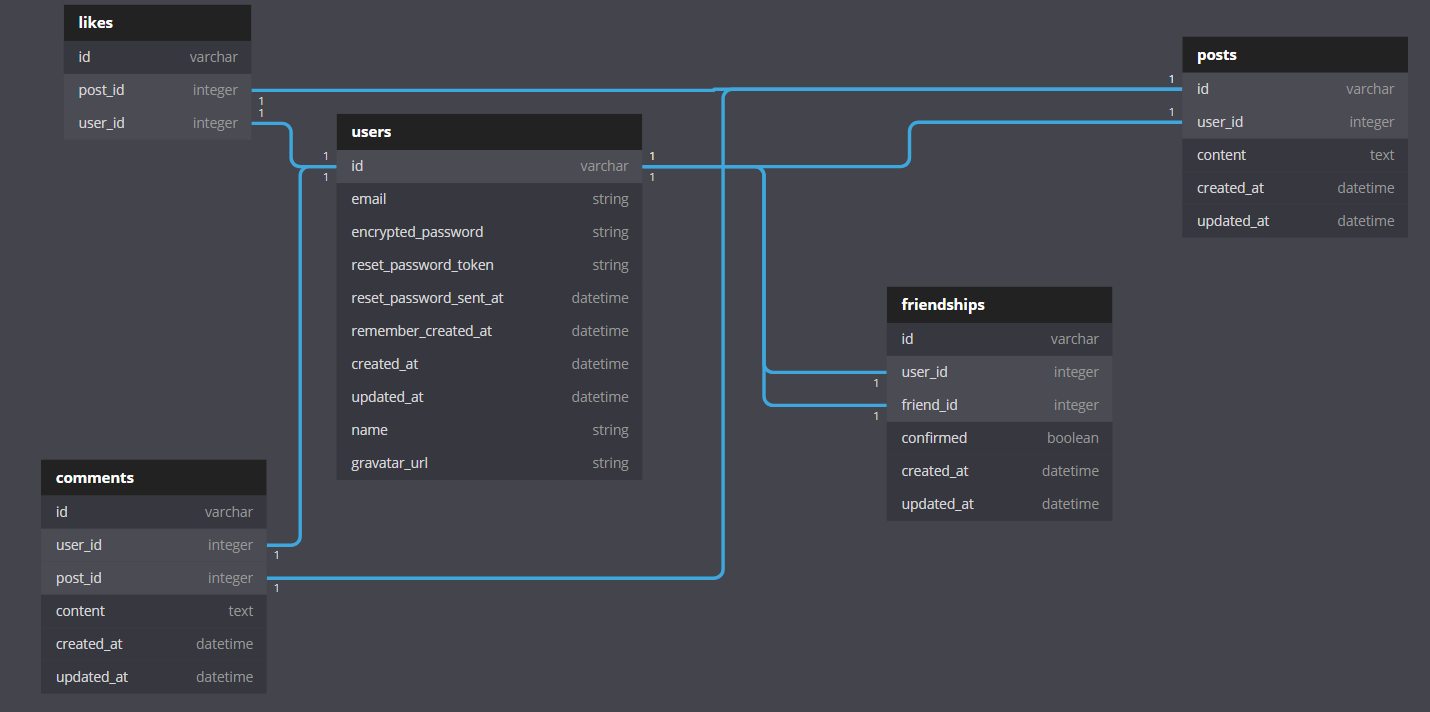 likes
id varchar
post_id integer
user_id integer
1
1
posts
1
id varchar
1
user_id integer
content text
created_at datetime
updated_at datetime
users
1
1
id varchar
1
1
email string
encrypted_password string
reset_password_token string
reset_password_sent_at datetime
remember_created_at datetime
created_at datetime
updated_at datetime
name string
gravatar_url string
friendships
id varchar
user_id integer
1
friend_id integer
1
confirmed boolean
created_at datetime
updated_at datetime
comments
id varchar
user_id integer
1
post_id integer
1
content text
created_at datetime
updated_at datetime